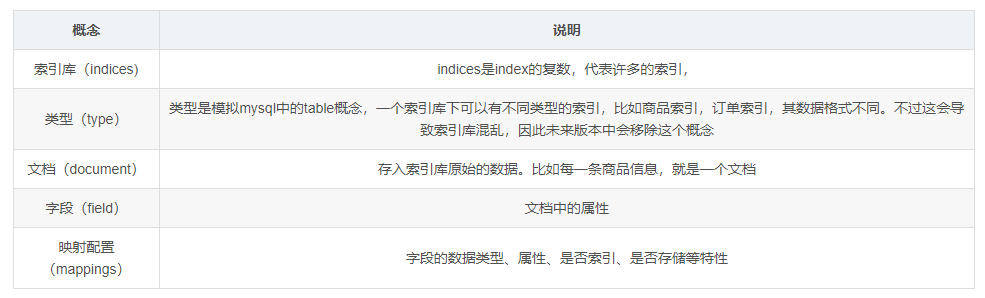 概念
说明
索引库（indices)
indices是index的复数，代表许多的索引，
类型（type）
类型是模拟mysql中的table概念，一个索引库下可以有不同类型的索引，比如商品索引，订单索引，其数据格式不同。不过这会导
致索引库混乱，因此未来版本中会移除这个概念
文档（document）
存入索引库原始的数据。比如每一条商品信息，就是一个文档
字段（field）
文档中的属性
映射配置
（mappings）
字段的数据类型、属性、是否索引、是否存储等特性